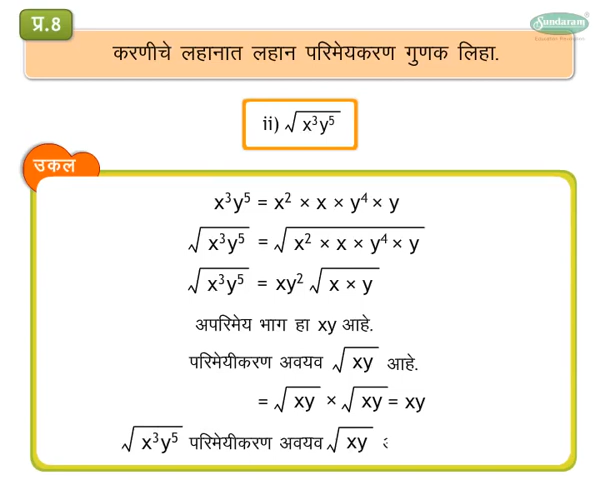 प्र.8
Sundaram
करणीचे लहानात लहान परिमेयकरण गुणक लिहा.
ii) √x³y⁵
उकल
x³y⁵ = x² × x × y⁴ × y
√x³y⁵ = √x² × x × y⁴ × y
√x³y⁵ = xy² √x × y
अपरिमेय भाग हा xy आहे.
परिमेयीकरण अवयव √xy आहे.
= √xy × √xy = xy
√x³y⁵ परिमेयीकरण अवयव √xy